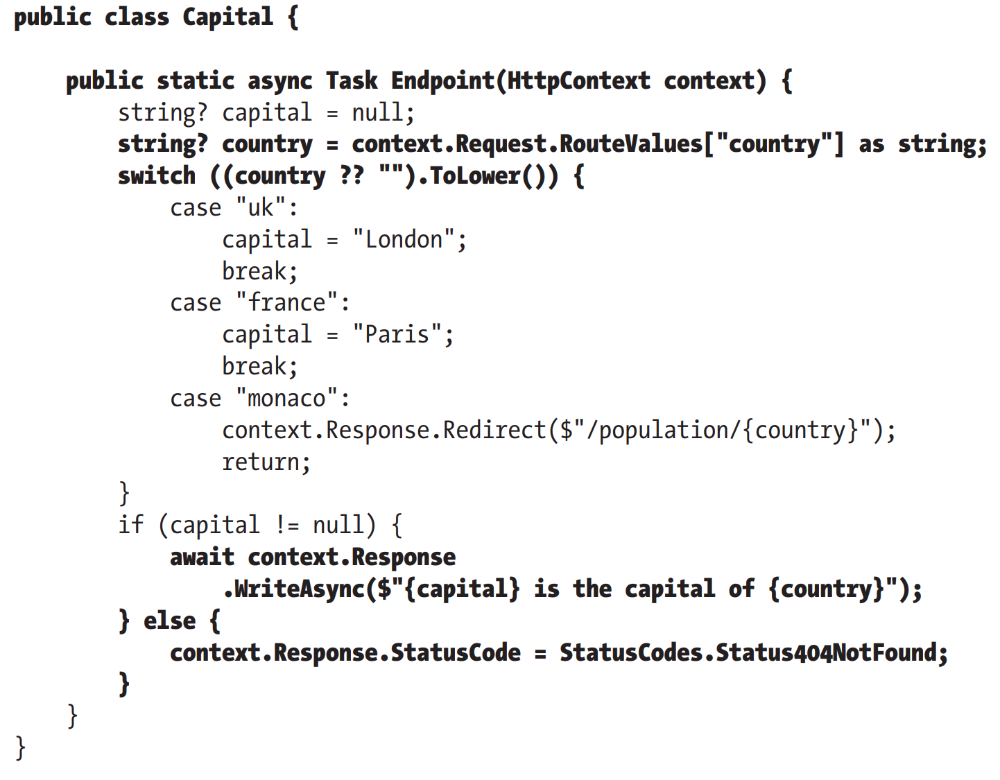 public class Capital {

    public static async Task Endpoint(HttpContext context) {
        string? capital = null;
        string? country = context.Request.RouteValues["country"] as string;
        switch ((country ?? "").ToLower()) {
            case "uk":
                capital = "London";
                break;
            case "france":
                capital = "Paris";
                break;
            case "monaco":
                context.Response.Redirect($"/population/{country}");
                return;
        }
        if (capital != null) {
            await context.Response
                .WriteAsync($"{capital} is the capital of {country}");
        } else {
            context.Response.StatusCode = StatusCodes.Status404NotFound;
        }
    }
}